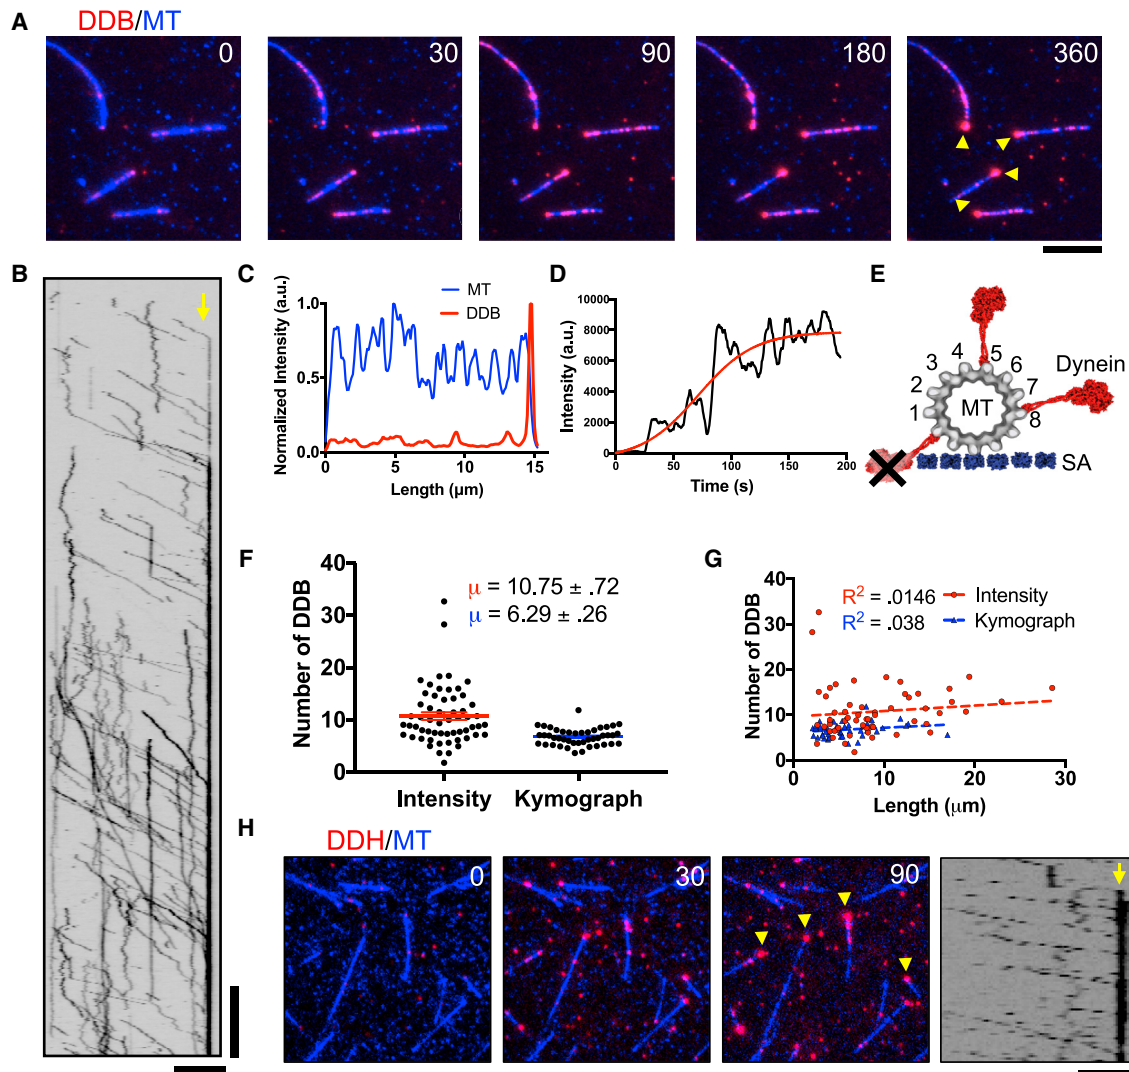 A
DDB/MT
0
30
90
180
360
B
C
Normalized Intensity (a.u.)
1.0
0.5
0
0
5
10
15
Length (μm)
MT
DDB
D
Intensity (a.u.)
10000
8000
6000
4000
2000
0
0
50
100
150
200
Time (s)
E
1
2
3
4
5
6
7
8
MT
Dynein
SA
F
Number of DDB
40
30
20
10
0
μ = 10.75 ± .72
μ = 6.29 ± .26
Intensity
Kymograph
G
Number of DDB
40
30
20
10
0
R² = .0146
Intensity
R² = .038
Kymograph
0
10
20
30
Length (μm)
H
DDH/MT
0
30
90